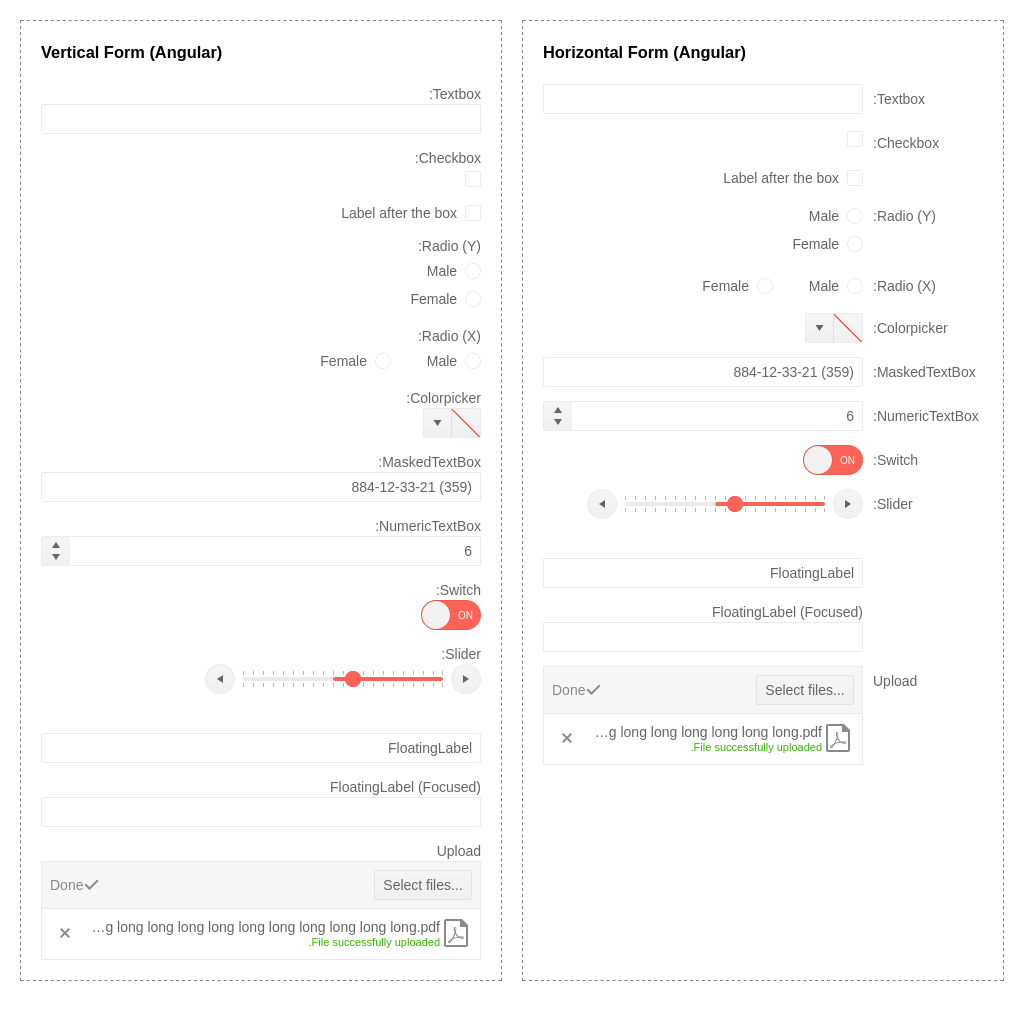 Vertical Form (Angular)
:Textbox
:Checkbox
Label after the box
:Radio (Y)
Male
Female
:Radio (X)
Female Male
:Colorpicker
:MaskedTextBox
884-12-33-21 (359)
:NumericTextBox
6
:Switch
ON
:Slider
FloatingLabel
FloatingLabel (Focused)
Upload
Done Select files...
...g long long long long long long long long long long.pdf
.File successfully uploaded
Horizontal Form (Angular)
:Textbox
:Checkbox
Label after the box
Male :Radio (Y)
Female
Female Male :Radio (X)
:Colorpicker
884-12-33-21 (359) :MaskedTextBox
6 :NumericTextBox
ON :Switch
:Slider
FloatingLabel
FloatingLabel (Focused)
Done Select files... Upload
...g long long long long long long.pdf
.File successfully uploaded